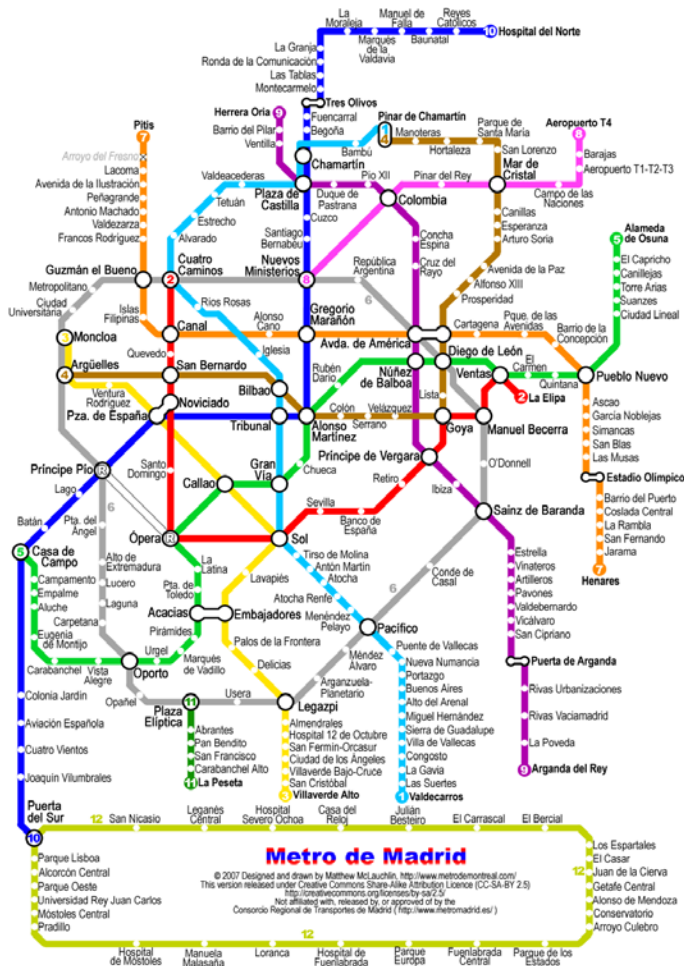 La
Moraleja
Manuel
de Falla
Reyes
Católicos
Marqués
de la
Valdavia
Baunatal
10
Hospital del Norte
La Granja
Ronda de la Comunicación
Las Tablas
Montecarmelo
Tres Olivos
Fuencarral
Begoña
Herrera Oria
9
Barrio del Pilar
Ventilla
Pinar de Chamartín
1
4
Manoteras
Hortaleza
Parque de
Santa María
San Lorenzo
Mar de
Cristal
Aeropuerto T4
8
Barajas
Aeropuerto T1-T2-T3
Campo de las
Naciones
Pitis
7
Arroyo del Fresno
Lacoma
Avenida de la Ilustración
Peñagrande
Antonio Machado
Valdezarza
Francos Rodríguez
Chamartín
Bambú
Valdeacederas
Tetuán
Estrecho
Alvarado
Plaza de
Castilla
Duque de
Pastrana
Pío XII
Pinar del Rey
Colombia
Cuzco
Santiago
Bernabéu
Concha
Espina
Cruz del
Rayo
Canillas
Esperanza
Arturo Soria
Avenida de la Paz
Alfonso XIII
Prosperidad
Alameda
de Osuna
5
El Capricho
Canillejas
Torre Arias
Suanzes
Ciudad Lineal
Guzmán el Bueno
Metropolitano
Ciudad
Universitaria
Cuatro
Caminos
2
Nuevos
Ministerios
8
República
Argentina
6
Ríos Rosas
Islas
Filipinas
Canal
Alonso
Cano
Iglesia
Gregorio
Marañón
Avda. de América
Cartagena
Pque. de las
Avenidas
Barrio de la
Concepción
Moncloa
3
Argüelles
4
Quevedo
San Bernardo
Bilbao
Rubén
Darío
Núñez
de Balboa
Diego de León
Ventas
El
Carmen
Quintana
Pueblo Nuevo
2
La Elipa
Ventura
Rodríguez
Pza. de España
Noviciado
Tribunal
Alonso
Martínez
Colón
Serrano
Velázquez
Lista
Goya
Manuel Becerra
Ascao
García Noblejas
Simancas
San Blas
Las Musas
Estadio Olímpico
Barrio del Puerto
Coslada Central
La Rambla
San Fernando
Jarama
7
Henares
Príncipe Pío
R
Lago
Batán
Pta. del
Ángel
6
Santo
Domingo
Callao
Gran
Vía
Chueca
Príncipe de Vergara
Retiro
Sevilla
Banco de
España
Ibiza
O'Donnell
Sainz de Baranda
5
Casa de
Campo
Ópera
R
Sol
Alto de
Extremadura
Lucero
Laguna
Carpetana
Campamento
Empalme
Aluche
Eugenia
de Montijo
Carabanchel
Vista
Alegre
Oporto
Urgel
Marqués
de Vadillo
La
Latina
Pta. de
Toledo
Acacias
Pirámides
Lavapiés
Embajadores
Palos de la Frontera
Delicias
Tirso de Molina
Antón Martín
Atocha
Atocha Renfe
Menéndez
Pelayo
Pacífico
6
Conde de
Casal
Méndez
Álvaro
Arganzuela-
Planetario
Legazpi
Usera
Plaza
Elíptica
11
Opañel
Estrella
Vinateros
Artilleros
Pavones
Valdebernardo
Vicálvaro
San Cipriano
Puerta de Arganda
Rivas Urbanizaciones
Rivas Vaciamadrid
La Poveda
9
Arganda del Rey
Puente de Vallecas
Nueva Numancia
Portazgo
Buenos Aires
Alto del Arenal
Miguel Hernández
Sierra de Guadalupe
Villa de Vallecas
Congosto
La Gavia
Las Suertes
1
Valdecarros
Abrantes
Pan Bendito
San Francisco
Carabanchel Alto
11
La Peseta
Almendrales
Hospital 12 de Octubre
San Fermín-Orcasur
Ciudad de los Ángeles
Villaverde Bajo-Cruce
San Cristóbal
3
Villaverde Alto
Colonia Jardín
Aviación Española
Cuatro Vientos
Joaquín Vilumbrales
Puerta
del Sur
10
12
San Nicasio
Leganés
Central
Hospital
Severo Ochoa
Casa del
Reloj
Julián
Besteiro
El Carrascal
El Bercial
Los Espartales
El Casar
Juan de la Cierva
12
Getafe Central
Alonso de Mendoza
Conservatorio
Arroyo Culebro
Parque Lisboa
Alcorcón Central
Parque Oeste
Universidad Rey Juan Carlos
Móstoles Central
Pradillo
Metro de Madrid
© 2007 Designed and drawn by Matthew McLauchlin, http://www.metrodemontreal.com/
This version released under Creative Commons Share-Alike Attribution Licence (CC-SA-BY 2.5)
http://creativecommons.org/licenses/by-sa/2.5/
Not affiliated with, released by, or approved of by the
Consorcio Regional de Transportes de Madrid ( http://www.metromadrid.es/ )
12
Hospital
de Móstoles
Manuela
Malasaña
Loranca
Hospital de
Fuenlabrada
Parque
Europa
Fuenlabrada
Central
Parque de los
Estados